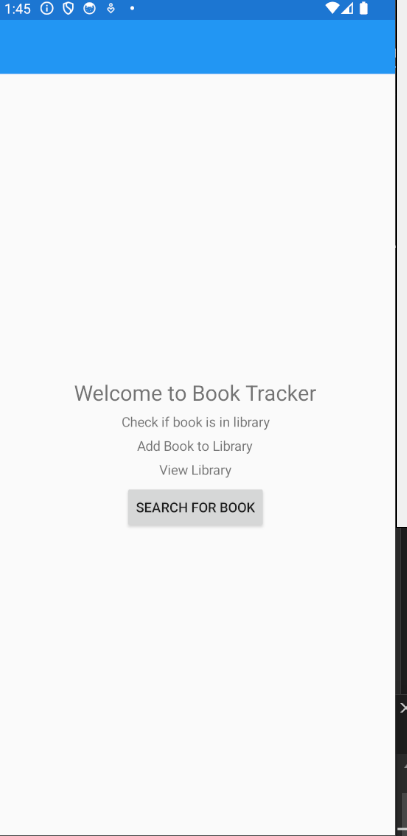 1:45
Welcome to Book Tracker
Check if book is in library
Add Book to Library
View Library
SEARCH FOR BOOK